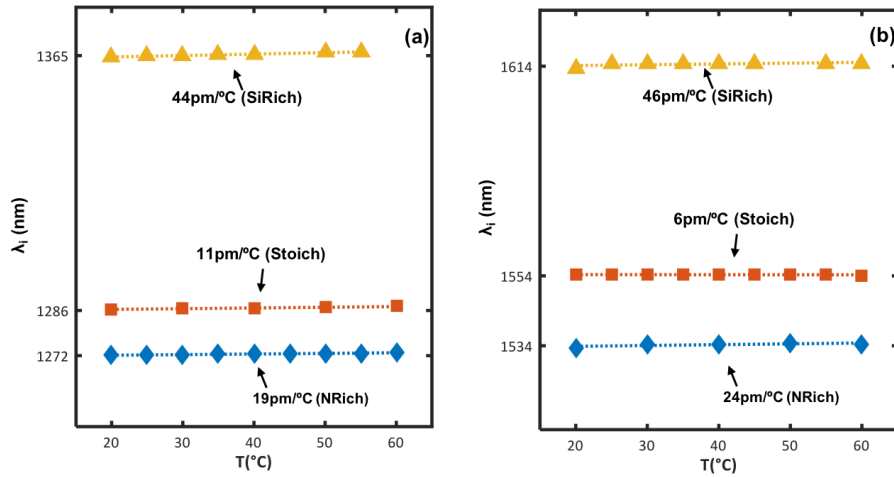 (a)
1365
44pm/ºC (SiRich)
λi (nm)
11pm/ºC (Stoich)
1286
1272
19pm/ºC (NRich)
20 30 40 50 60
T(°C)
(b)
1614
46pm/ºC (SiRich)
λi (nm)
6pm/ºC (Stoich)
1554
1534
24pm/ºC (NRich)
20 30 40 50 60
T(°C)